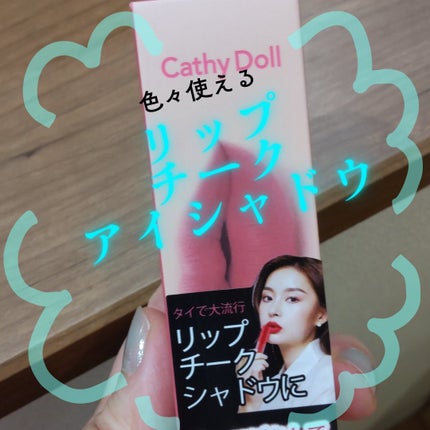 Cathy Doll
色々使える
リップ
チーク
アイシャドウ
タイで大流行
リップ
チーク
シャドウに